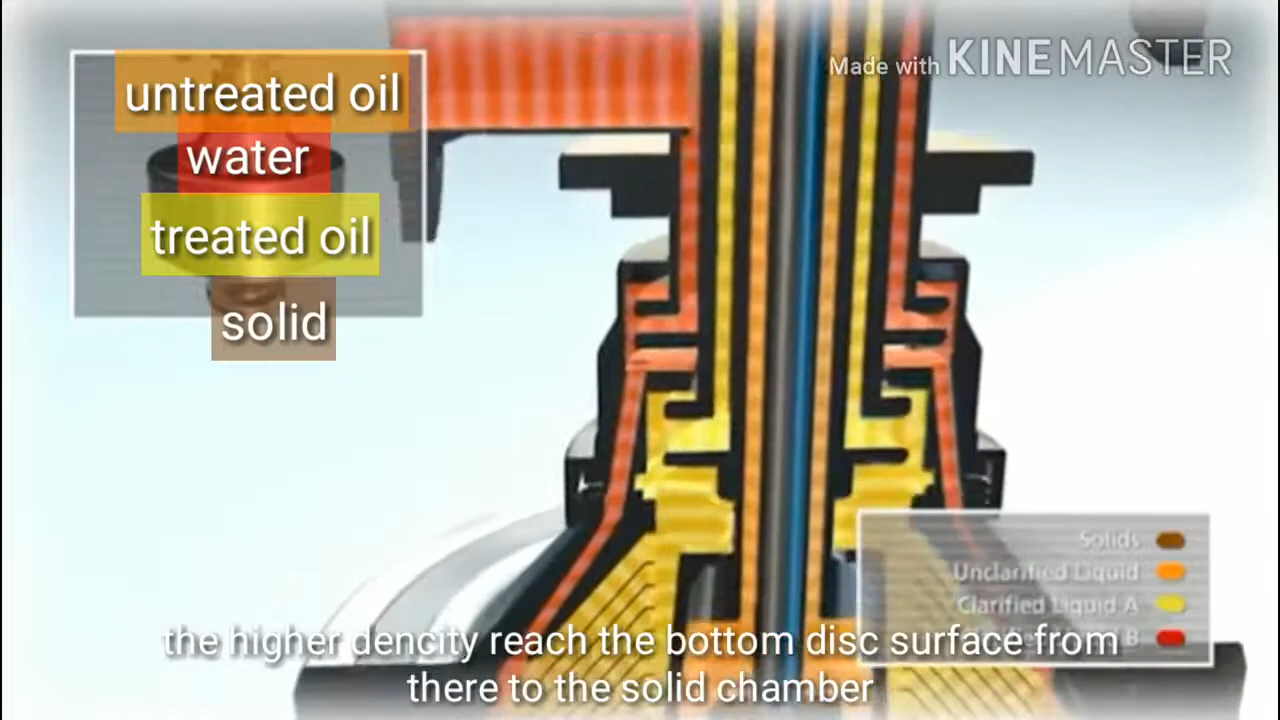 Made with KINEMASTER
untreated oil
water
treated oil
solid
Solids
Unclarified Liquid
Clarified Liquid A
B
the higher dencity reach the bottom disc surface from
there to the solid chamber